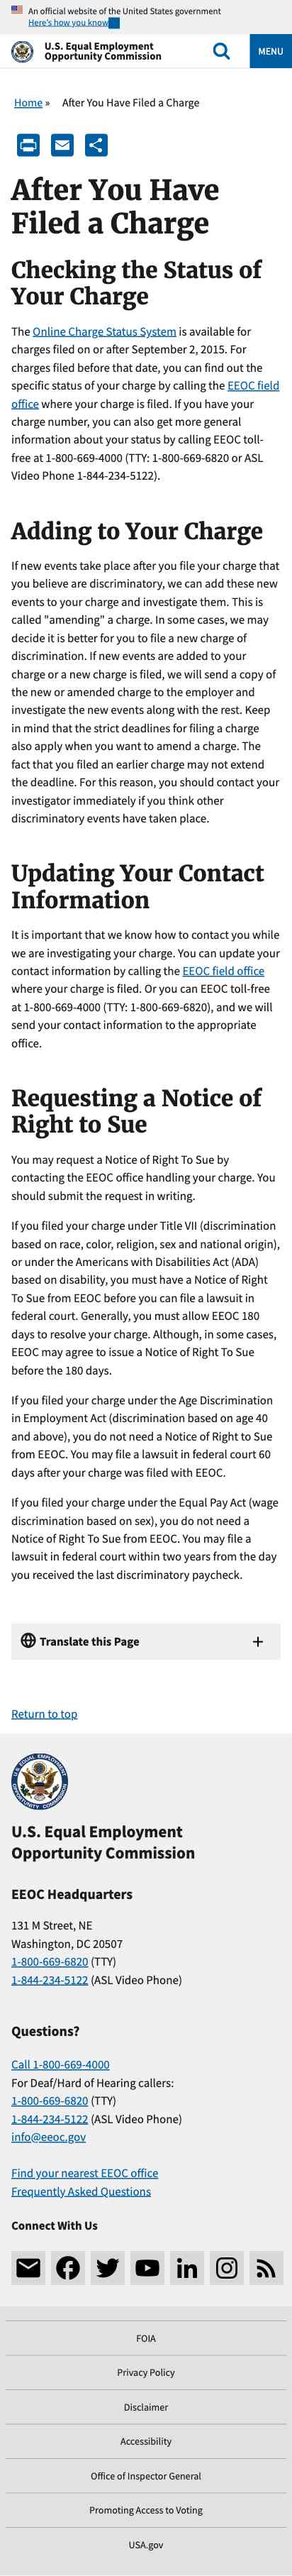 An official website of the United States government
Here's how you know
U.S. Equal Employment
Opportunity Commission
MENU
Home » After You Have Filed a Charge
After You Have
Filed a Charge
Checking the Status of
Your Charge
The Online Charge Status System is available for
charges filed on or after September 2, 2015. For
charges filed before that date, you can find out the
specific status of your charge by calling the EEOC field
office where your charge is filed. If you have your
charge number, you can also get more general
information about your status by calling EEOC toll-
free at 1-800-669-4000 (TTY: 1-800-669-6820 or ASL
Video Phone 1-844-234-5122).
Adding to Your Charge
If new events take place after you file your charge that
you believe are discriminatory, we can add these new
events to your charge and investigate them. This is
called "amending" a charge. In some cases, we may
decide it is better for you to file a new charge of
discrimination. If new events are added to your
charge or a new charge is filed, we will send a copy of
the new or amended charge to the employer and
investigate the new events along with the rest. Keep
in mind that the strict deadlines for filing a charge
also apply when you want to amend a charge. The
fact that you filed an earlier charge may not extend
the deadline. For this reason, you should contact your
investigator immediately if you think other
discriminatory events have taken place.
Updating Your Contact
Information
It is important that we know how to contact you while
we are investigating your charge. You can update your
contact information by calling the EEOC field office
where your charge is filed. Or you can EEOC toll-free
at 1-800-669-4000 (TTY: 1-800-669-6820), and we will
send your contact information to the appropriate
office.
Requesting a Notice of
Right to Sue
You may request a Notice of Right To Sue by
contacting the EEOC office handling your charge. You
should submit the request in writing.
If you filed your charge under Title VII (discrimination
based on race, color, religion, sex and national origin),
or under the Americans with Disabilities Act (ADA)
based on disability, you must have a Notice of Right
To Sue from EEOC before you can file a lawsuit in
federal court. Generally, you must allow EEOC 180
days to resolve your charge. Although, in some cases,
EEOC may agree to issue a Notice of Right To Sue
before the 180 days.
If you filed your charge under the Age Discrimination
in Employment Act (discrimination based on age 40
and above), you do not need a Notice of Right to Sue
from EEOC. You may file a lawsuit in federal court 60
days after your charge was filed with EEOC.
If you filed your charge under the Equal Pay Act (wage
discrimination based on sex), you do not need a
Notice of Right To Sue from EEOC. You may file a
lawsuit in federal court within two years from the day
you received the last discriminatory paycheck.
Translate this Page
Return to top
U.S. Equal Employment
Opportunity Commission
EEOC Headquarters
131 M Street, NE
Washington, DC 20507
1-800-669-6820 (TTY)
1-844-234-5122 (ASL Video Phone)
Questions?
Call 1-800-669-4000
For Deaf/Hard of Hearing callers:
1-800-669-6820 (TTY)
1-844-234-5122 (ASL Video Phone)
info@eeoc.gov
Find your nearest EEOC office
Frequently Asked Questions
Connect With Us
FOIA
Privacy Policy
Disclaimer
Accessibility
Office of Inspector General
Promoting Access to Voting
USA.gov